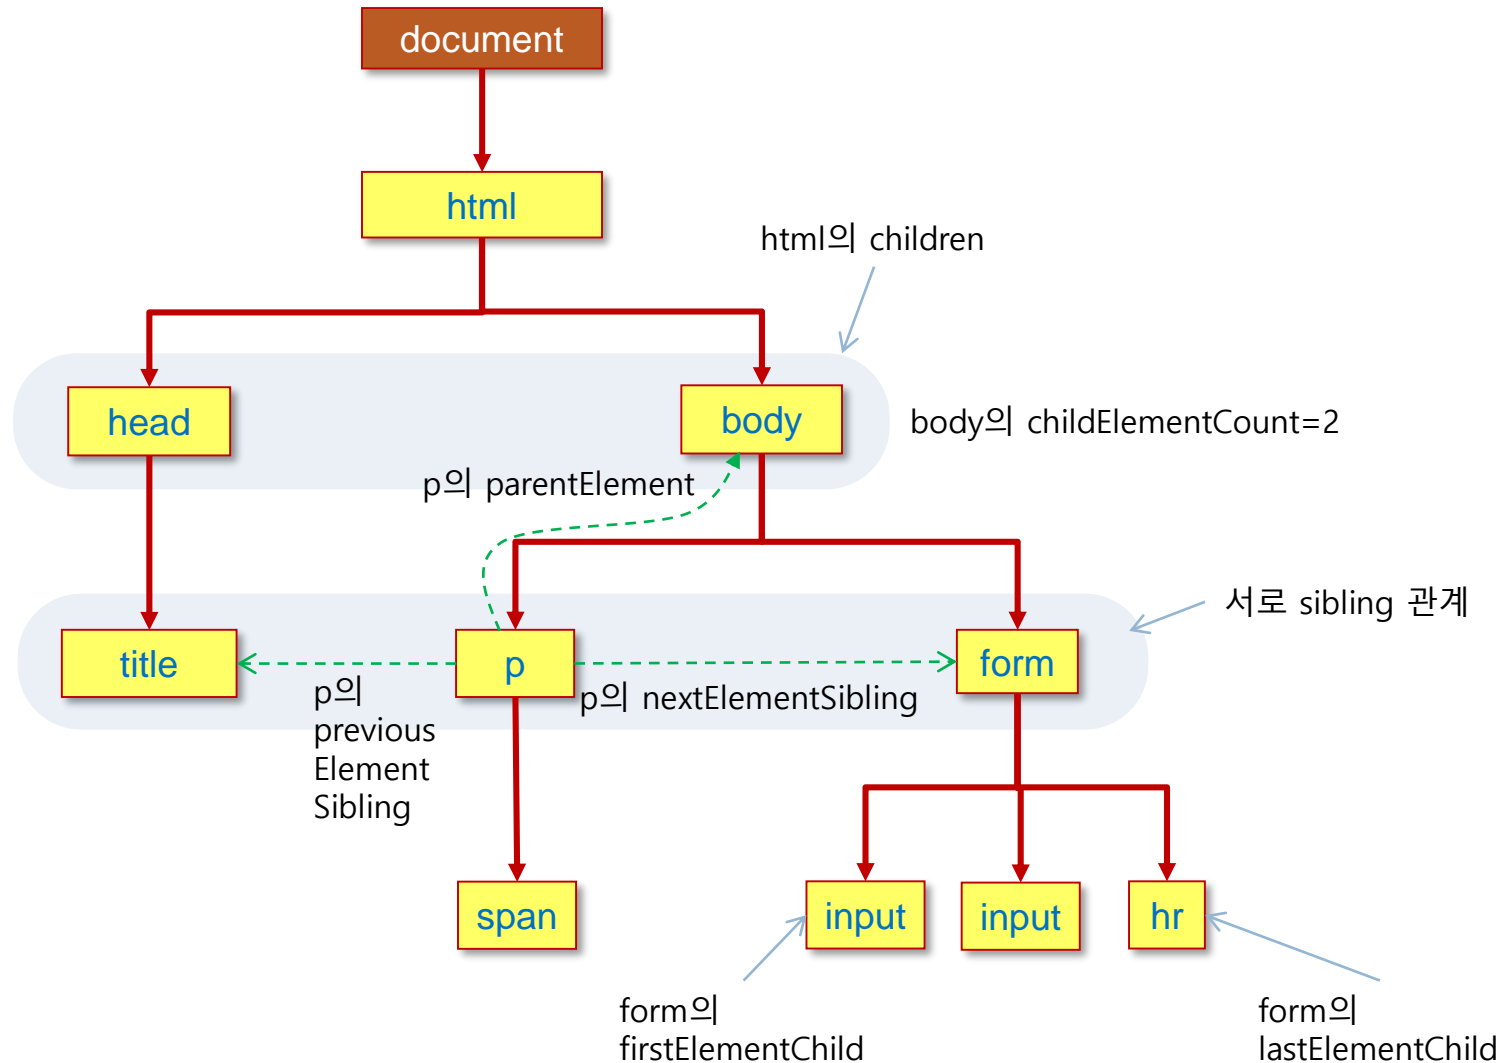 document
html
html의 children
head
body
body의 childElementCount=2
p의 parentElement
서로 sibling 관계
title
p
form
p의
previous
Element
Sibling
p의 nextElementSibling
span
input
input
hr
form의
firstElementChild
form의
lastElementChild